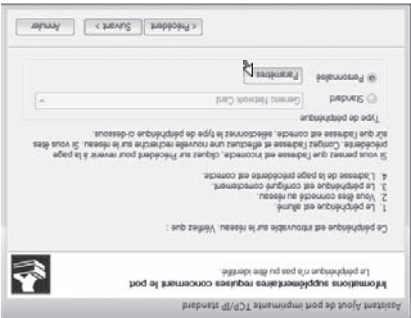 Assistant Ajout de port imprimante TCP/IP standard
Informations supplémentaires requises concernant le port
Le périphérique n'a pas pu être identifié.
Ce périphérique est introuvable sur le réseau. Vérifiez que :
1. Le périphérique est allumé.
2. Vous êtes connecté au réseau.
3. Le périphérique est configuré correctement.
4. L'adresse de la page précédente est correcte.
Si vous pensez que l'adresse est incorrecte, cliquez sur Précédent pour revenir à la page
précédente. Corrigez l'adresse et effectuez une nouvelle recherche sur le réseau. Si vous êtes
sûr que l'adresse est correcte, sélectionnez le type de périphérique ci-dessous.
Type de périphérique
Standard Generic Network Card
Personnalisé Paramètres
< Précédent Suivant > Annuler